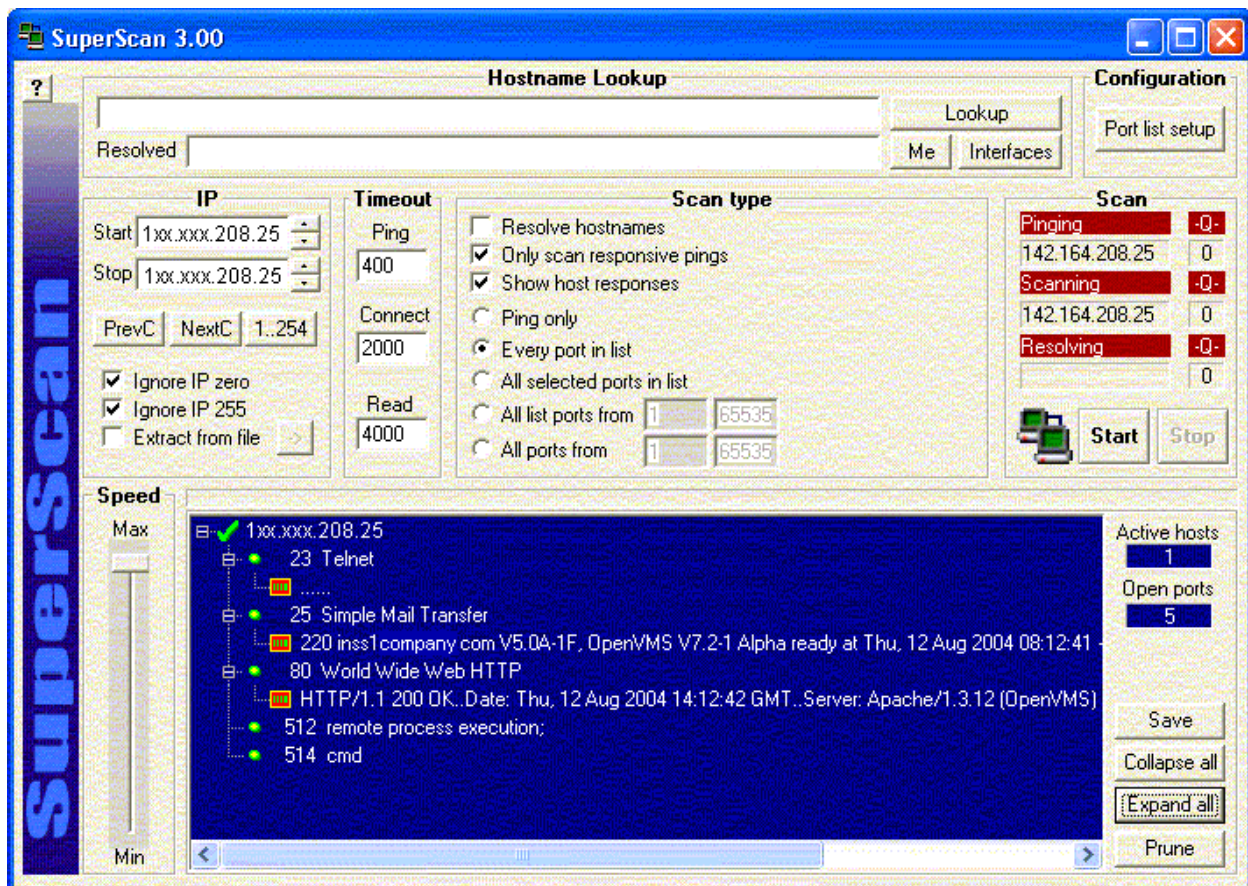 SuperScan 3.00
?
Hostname Lookup
Lookup
Resolved
Me
Interfaces
Configuration
Port list setup
IP
Start 1xx.xxx.208.25
Stop 1xx.xxx.208.25
PrevC NextC 1..254
Ignore IP zero
Ignore IP 255
Extract from file ->
Timeout
Ping
400
Connect
2000
Read
4000
Scan type
Resolve hostnames
Only scan responsive pings
Show host responses
Ping only
Every port in list
All selected ports in list
All list ports from 1 65535
All ports from 1 65535
Scan
Pinging -Q-
142.164.208.25 0
Scanning -Q-
142.164.208.25 0
Resolving -Q-
0
Start Stop
SuperScan
Speed
Max
Min
1xx.xxx.208.25
23 Telnet
......
25 Simple Mail Transfer
220 inss1company com V5.0A-1F, OpenVMS V7.2-1 Alpha ready at Thu, 12 Aug 2004 08:12:41 -
80 World Wide Web HTTP
HTTP/1.1 200 OK..Date: Thu, 12 Aug 2004 14:12:42 GMT..Server: Apache/1.3.12 (OpenVMS)
512 remote process execution;
514 cmd
Active hosts
1
Open ports
5
Save
Collapse all
Expand all
Prune